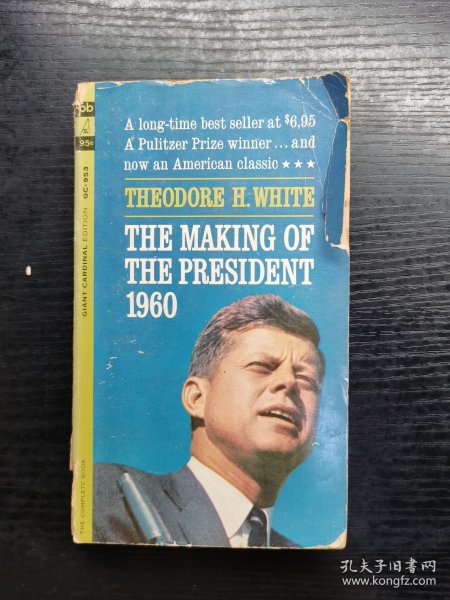 pb
95¢
GIANT CARDINAL EDITION GC-953
THE COMPLETE BOOK
A long-time best seller at $6.95
A Pulitzer Prize winner... and
now an American classic ★★★
THEODORE H. WHITE
THE MAKING OF
THE PRESIDENT
1960
孔夫子旧书网
www.kongfz.com